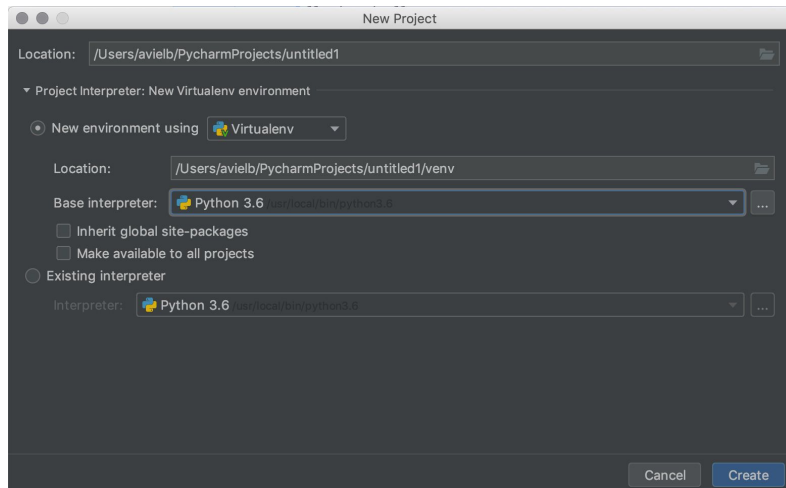 New Project
Location: /Users/avielb/PycharmProjects/untitled1
Project Interpreter: New Virtualenv environment
New environment using Virtualenv
Location: /Users/avielb/PycharmProjects/untitled1/venv
Base interpreter: Python 3.6 /usr/local/bin/python3.6 ...
Inherit global site-packages
Make available to all projects
Existing interpreter
Interpreter: Python 3.6 /usr/local/bin/python3.6 ...
Cancel Create